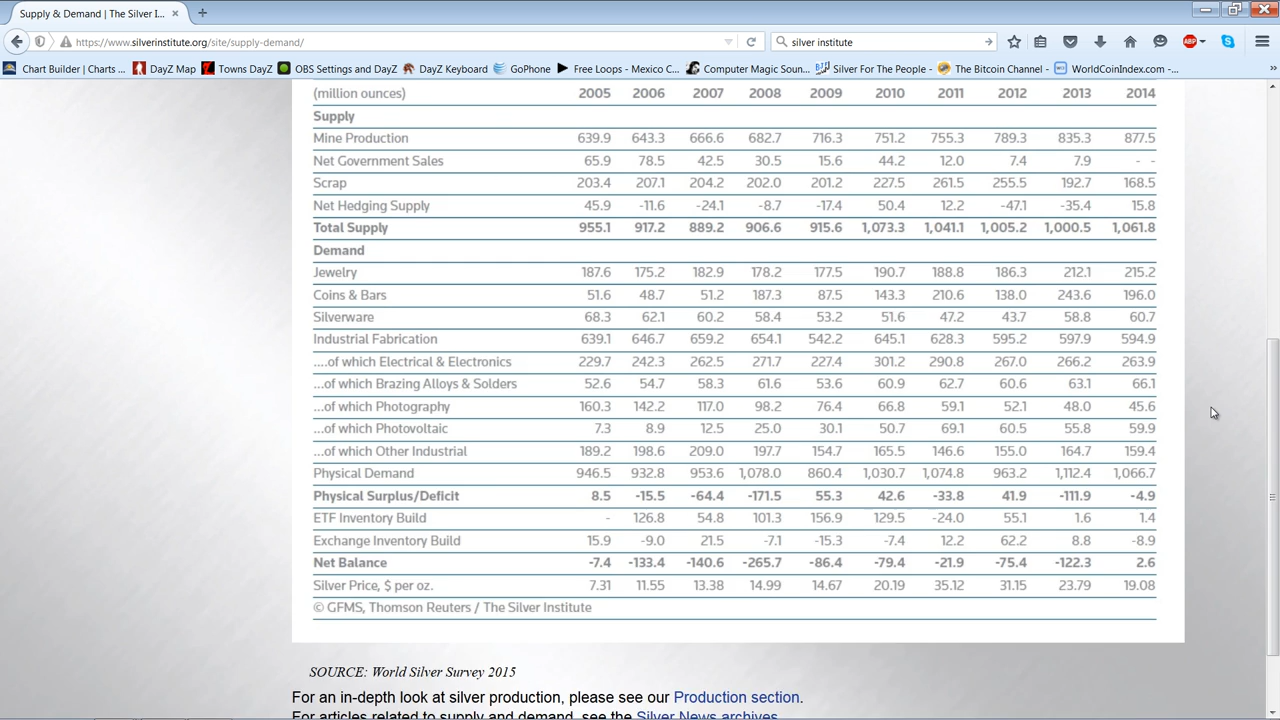 Supply & Demand | The Silver I...
https://www.silverinstitute.org/site/supply-demand/
silver institute
ABP
Chart Builder | Charts ... DayZ Map Towns DayZ OBS Settings and DayZ DayZ Keyboard GoPhone Free Loops - Mexico C... Computer Magic Soun... Silver For The People - The Bitcoin Channel - WorldCoinIndex.com -...
(million ounces) 2005 2006 2007 2008 2009 2010 2011 2012 2013 2014
Supply
Mine Production 639.9 643.3 666.6 682.7 716.3 751.2 755.3 789.3 835.3 877.5
Net Government Sales 65.9 78.5 42.5 30.5 15.6 44.2 12.0 7.4 7.9 - -
Scrap 203.4 207.1 204.2 202.0 201.2 227.5 261.5 255.5 192.7 168.5
Net Hedging Supply 45.9 -11.6 -24.1 -8.7 -17.4 50.4 12.2 -47.1 -35.4 15.8
Total Supply 955.1 917.2 889.2 906.6 915.6 1,073.3 1,041.1 1,005.2 1,000.5 1,061.8
Demand
Jewelry 187.6 175.2 182.9 178.2 177.5 190.7 188.8 186.3 212.1 215.2
Coins & Bars 51.6 48.7 51.2 187.3 87.5 143.3 210.6 138.0 243.6 196.0
Silverware 68.3 62.1 60.2 58.4 53.2 51.6 47.2 43.7 58.8 60.7
Industrial Fabrication 639.1 646.7 659.2 654.1 542.2 645.1 628.3 595.2 597.9 594.9
....of which Electrical & Electronics 229.7 242.3 262.5 271.7 227.4 301.2 290.8 267.0 266.2 263.9
...of which Brazing Alloys & Solders 52.6 54.7 58.3 61.6 53.6 60.9 62.7 60.6 63.1 66.1
...of which Photography 160.3 142.2 117.0 98.2 76.4 66.8 59.1 52.1 48.0 45.6
...of which Photovoltaic 7.3 8.9 12.5 25.0 30.1 50.7 69.1 60.5 55.8 59.9
...of which Other Industrial 189.2 198.6 209.0 197.7 154.7 165.5 146.6 155.0 164.7 159.4
Physical Demand 946.5 932.8 953.6 1,078.0 860.4 1,030.7 1,074.8 963.2 1,112.4 1,066.7
Physical Surplus/Deficit 8.5 -15.5 -64.4 -171.5 55.3 42.6 -33.8 41.9 -111.9 -4.9
ETF Inventory Build - 126.8 54.8 101.3 156.9 129.5 -24.0 55.1 1.6 1.4
Exchange Inventory Build 15.9 -9.0 21.5 -7.1 -15.3 -7.4 12.2 62.2 8.8 -8.9
Net Balance -7.4 -133.4 -140.6 -265.7 -86.4 -79.4 -21.9 -75.4 -122.3 2.6
Silver Price, $ per oz. 7.31 11.55 13.38 14.99 14.67 20.19 35.12 31.15 23.79 19.08
© GFMS, Thomson Reuters / The Silver Institute
SOURCE: World Silver Survey 2015
For an in-depth look at silver production, please see our Production section.
For articles related to supply and demand, see the Silver News archives.